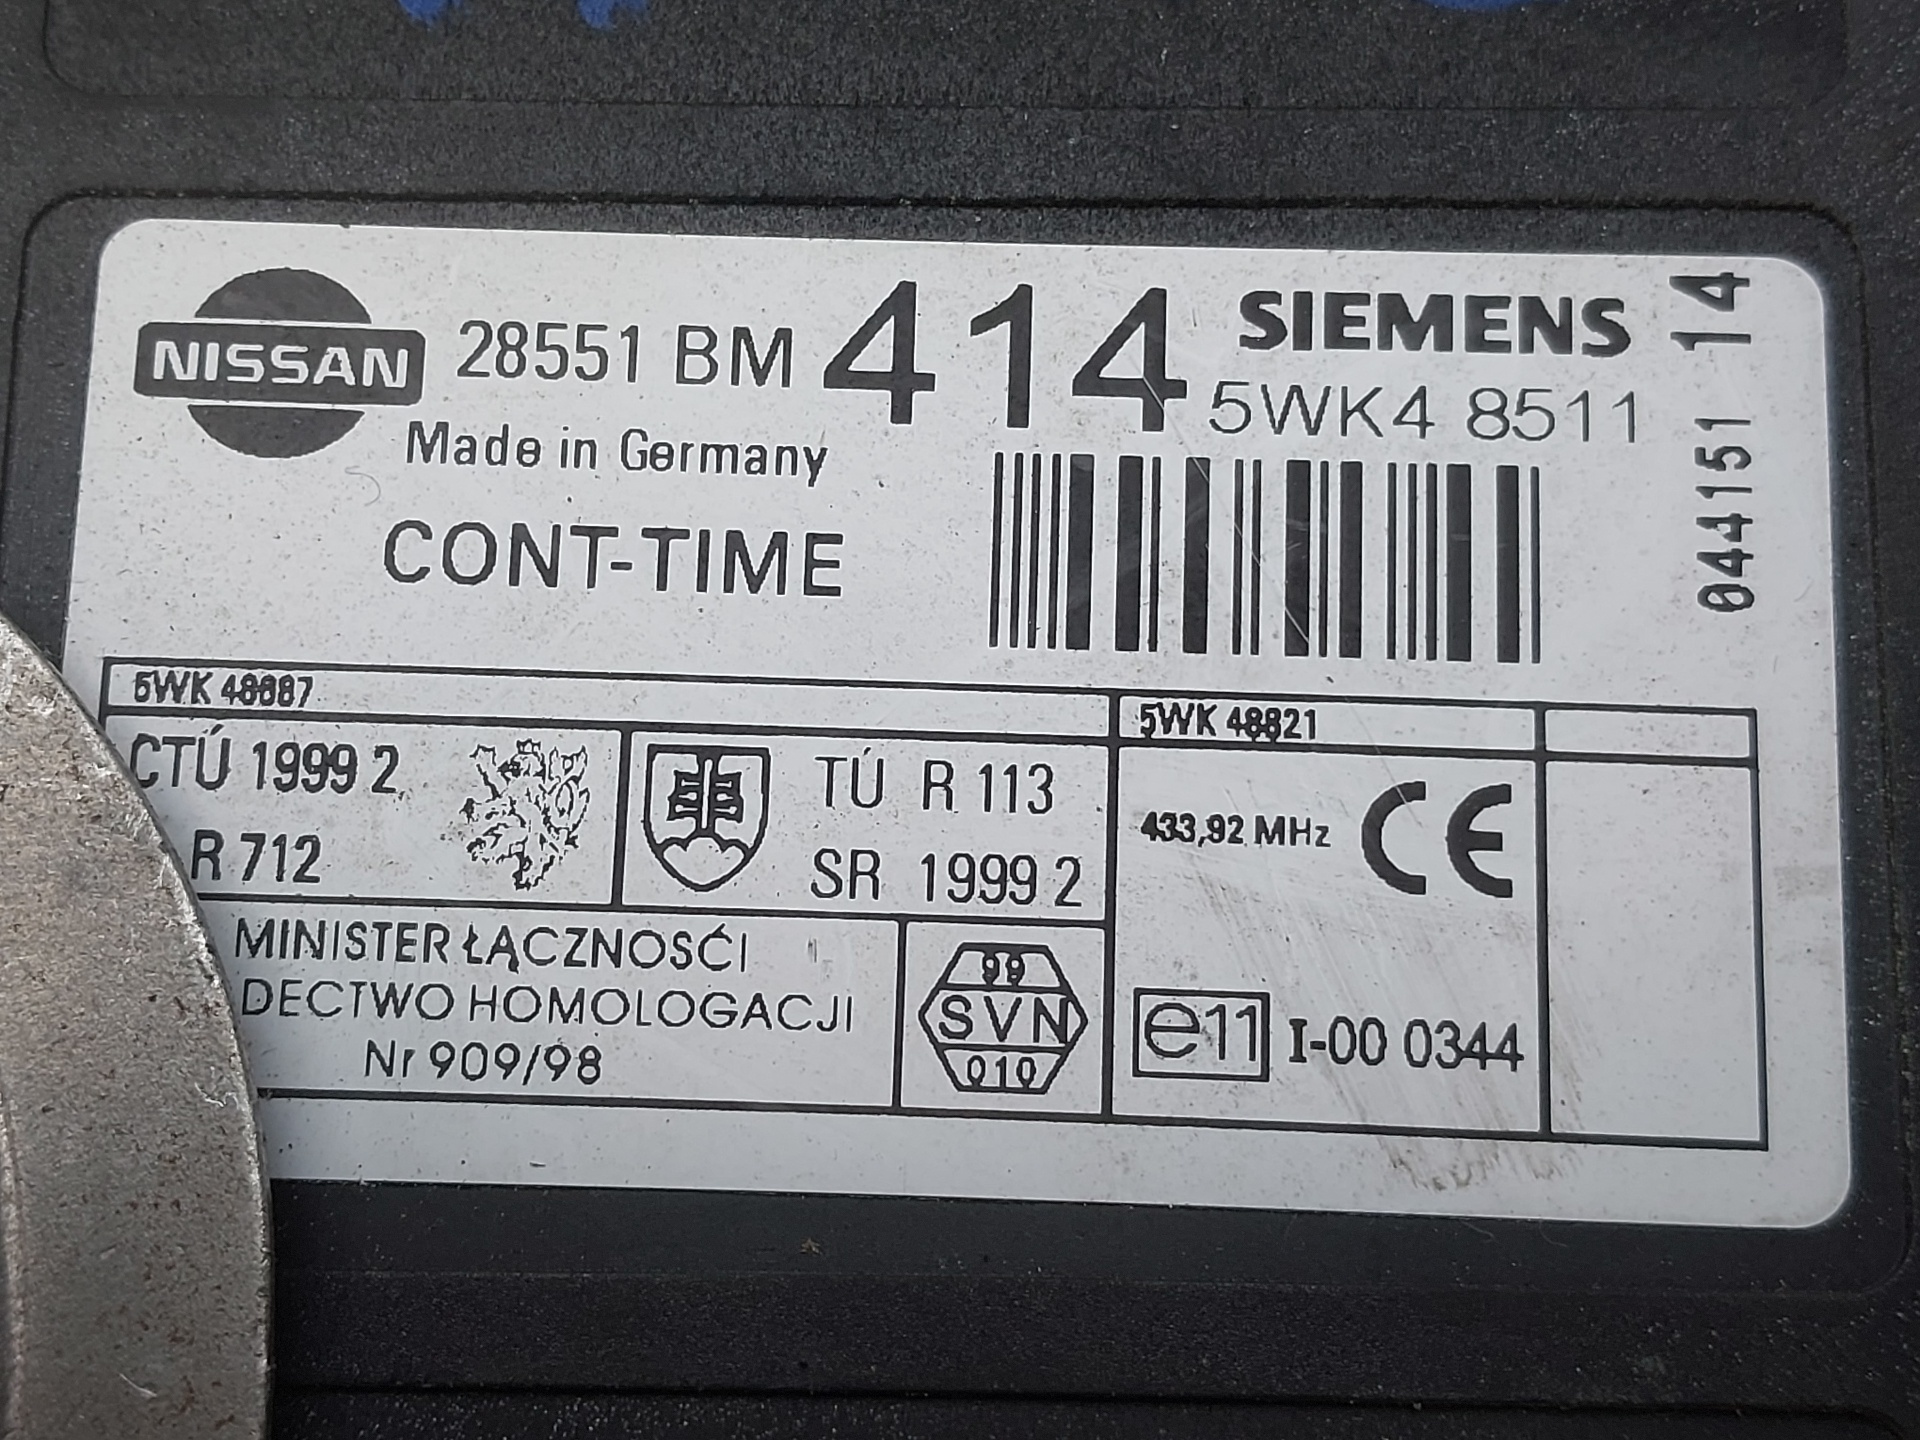 NISSAN
28551 BM 414
SIEMENS
5WK4 8511
Made in Germany
CONT-TIME
044151 14
5WK 48887
5WK 48821
CTÚ 1999 2
R 712
TÚ R 113
SR 1999 2
433,92 MHz CE
MINISTER ŁĄCZNOSĆI
DECTWO HOMOLOGACJI
Nr 909/98
99
SVN
010
e11 I-00 0344